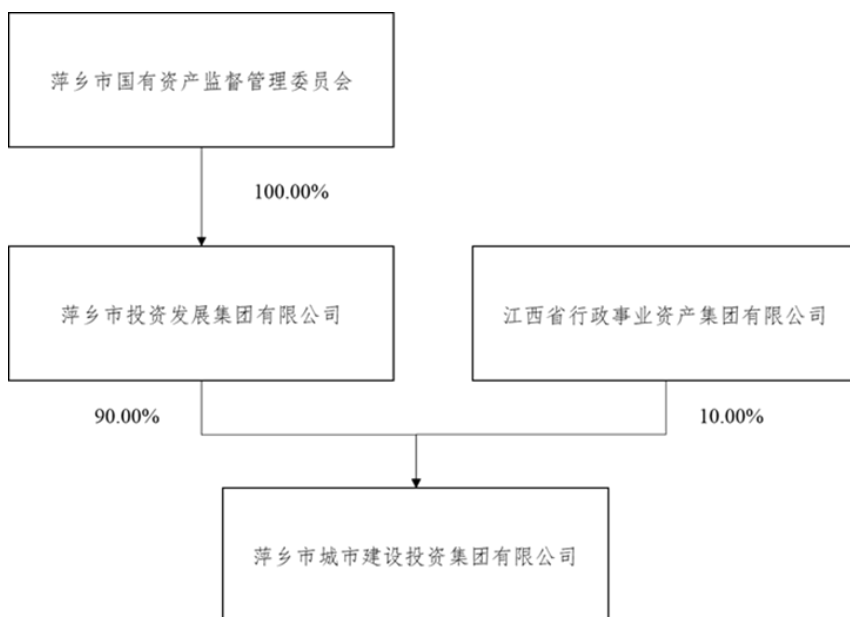 萍乡市国有资产监督管理委员会
100.00%
萍乡市投资发展集团有限公司
江西省行政事业资产集团有限公司
90.00%
10.00%
萍乡市城市建设投资集团有限公司